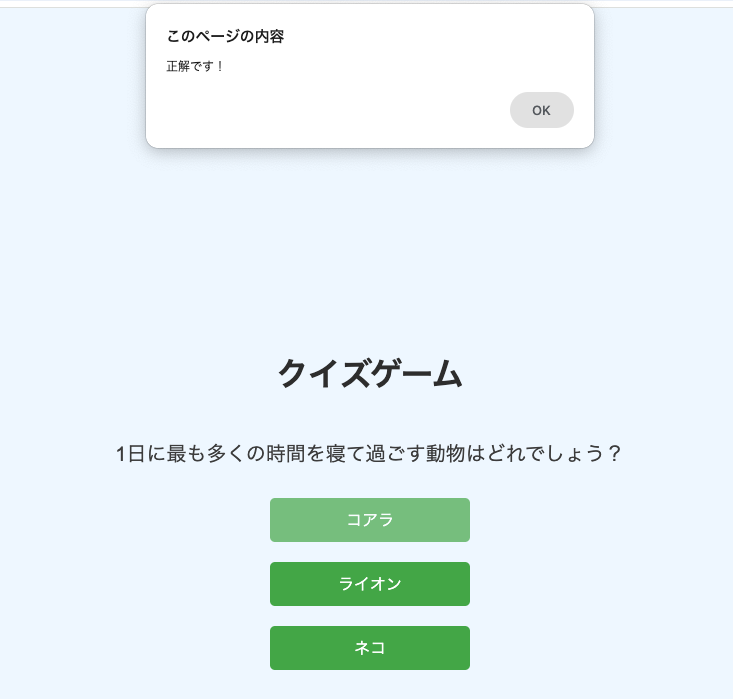 このページの内容
正解です！
OK
クイズゲーム
1日に最も多くの時間を寝て過ごす動物はどれでしょう？
コアラ
ライオン
ネコ